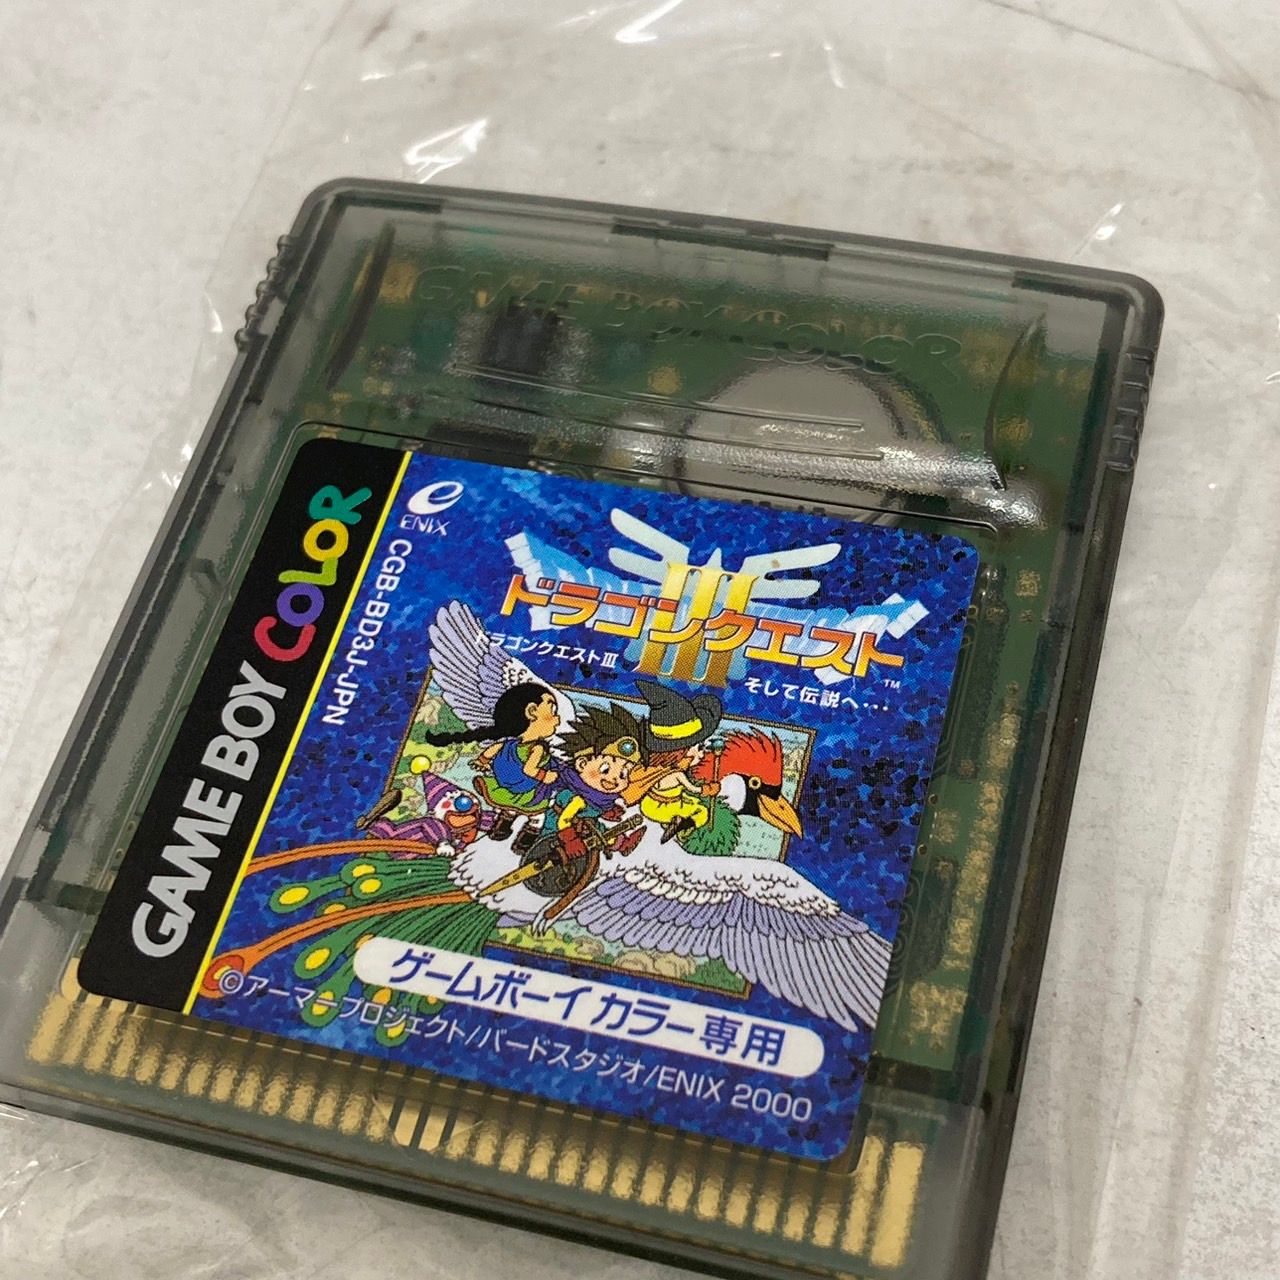 GAME BOY COLOR
GAME BOY COLOR
ENIX
CGB-BD3J-JPN
III
ドラゴンクエスト
TM
ドラゴンクエストIII
そして伝説へ…
ゲームボーイカラー専用
©アーマープロジェクト/バードスタジオ/ENIX 2000